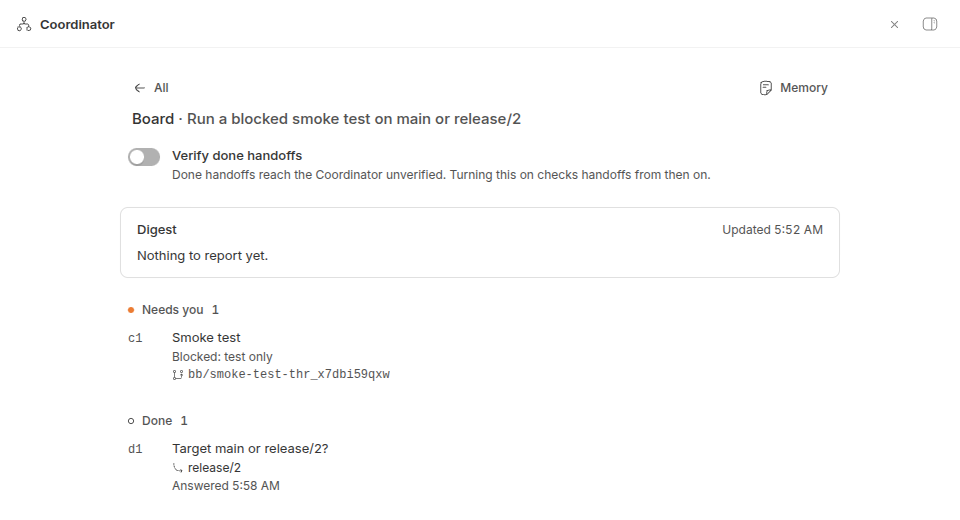 Coordinator
All
Memory
Board · Run a blocked smoke test on main or release/2
Verify done handoffs
Done handoffs reach the Coordinator unverified. Turning this on checks handoffs from then on.
Digest
Updated 5:52 AM
Nothing to report yet.
Needs you 1
c1 Smoke test
Blocked: test only
bb/smoke-test-thr_x7dbi59qxw
Done 1
d1 Target main or release/2?
release/2
Answered 5:58 AM